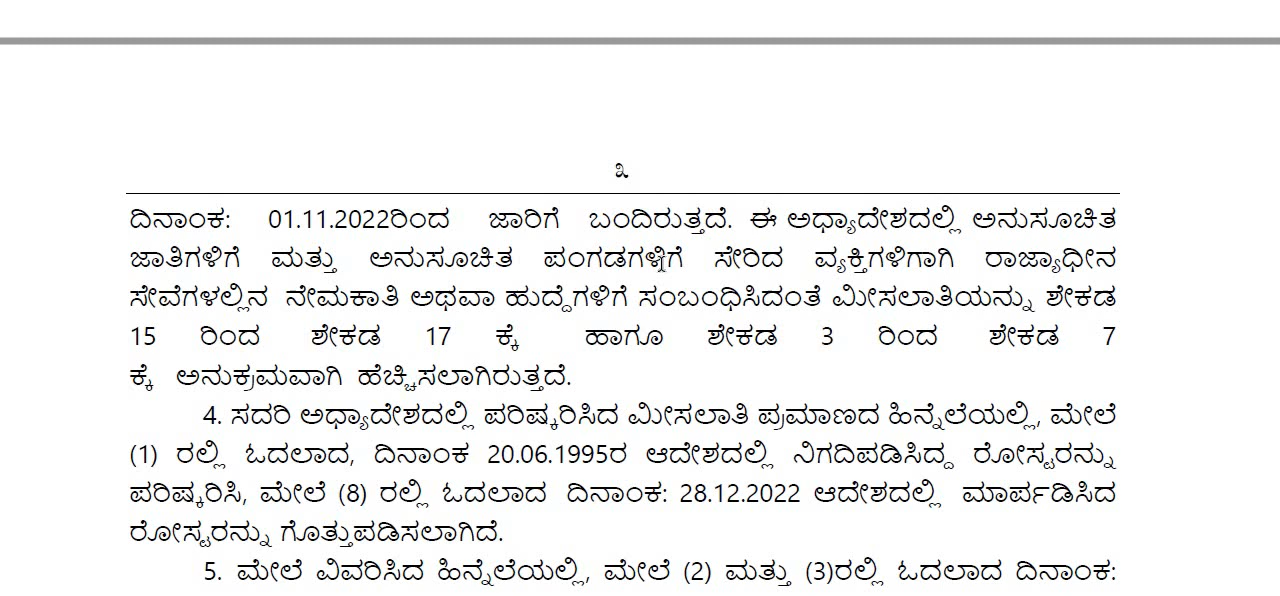 ೩
ದಿನಾಂಕ: 01.11.2022ರಿಂದ ಜಾರಿಗೆ ಬಂದಿರುತ್ತದೆ. ಈ ಅಧ್ಯಾದೇಶದಲ್ಲಿ ಅನುಸೂಚಿತ
ಜಾತಿಗಳಿಗೆ ಮತ್ತು ಅನುಸೂಚಿತ ಪಂಗಡಗಳಿಗೆ ಸೇರಿದ ವ್ಯಕ್ತಿಗಳಿಗಾಗಿ ರಾಜ್ಯಾಧೀನ
ಸೇವೆಗಳಲ್ಲಿನ ನೇಮಕಾತಿ ಅಥವಾ ಹುದ್ದೆಗಳಿಗೆ ಸಂಬಂಧಿಸಿದಂತೆ ಮೀಸಲಾತಿಯನ್ನು ಶೇಕಡ
15 ರಿಂದ ಶೇಕಡ 17 ಕ್ಕೆ ಹಾಗೂ ಶೇಕಡ 3 ರಿಂದ ಶೇಕಡ 7
ಕ್ಕೆ ಅನುಕ್ರಮವಾಗಿ ಹೆಚ್ಚಿಸಲಾಗಿರುತ್ತದೆ.
4. ಸದರಿ ಅಧ್ಯಾದೇಶದಲ್ಲಿ ಪರಿಷ್ಕರಿಸಿದ ಮೀಸಲಾತಿ ಪ್ರಮಾಣದ ಹಿನ್ನೆಲೆಯಲ್ಲಿ, ಮೇಲೆ
(1) ರಲ್ಲಿ ಓದಲಾದ, ದಿನಾಂಕ 20.06.1995ರ ಆದೇಶದಲ್ಲಿ ನಿಗದಿಪಡಿಸಿದ್ದ ರೋಸ್ಟರನ್ನು
ಪರಿಷ್ಕರಿಸಿ, ಮೇಲೆ (8) ರಲ್ಲಿ ಓದಲಾದ ದಿನಾಂಕ: 28.12.2022 ಆದೇಶದಲ್ಲಿ ಮಾರ್ಪಡಿಸಿದ
ರೋಸ್ಟರನ್ನು ಗೊತ್ತುಪಡಿಸಲಾಗಿದೆ.
5. ಮೇಲೆ ವಿವರಿಸಿದ ಹಿನ್ನೆಲೆಯಲ್ಲಿ, ಮೇಲೆ (2) ಮತ್ತು (3)ರಲ್ಲಿ ಓದಲಾದ ದಿನಾಂಕ: